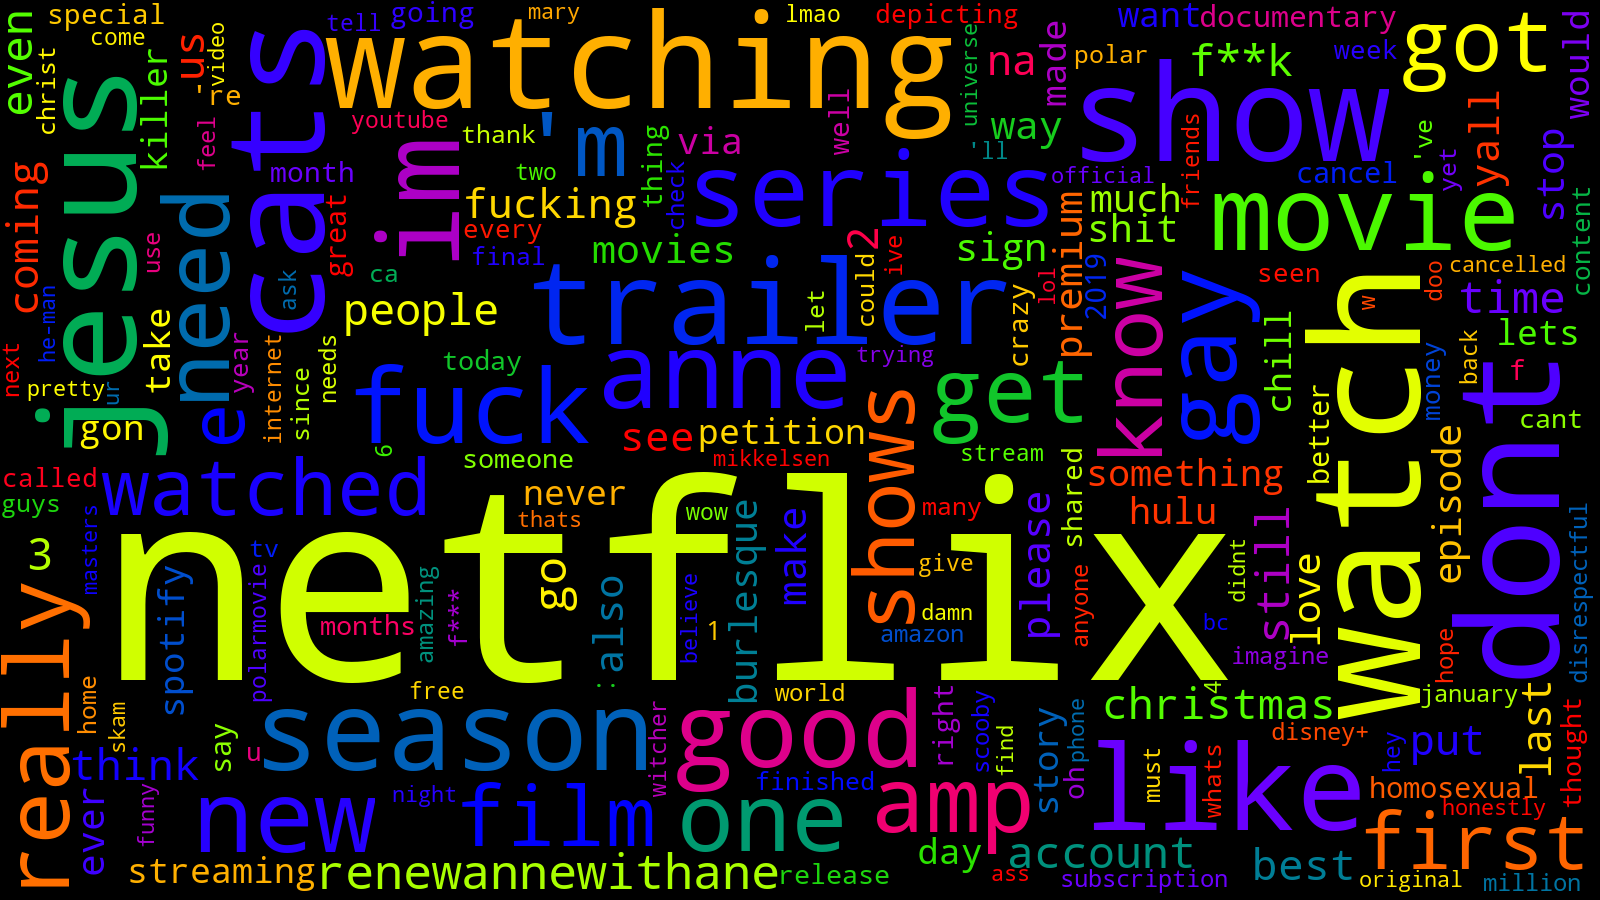 special
going
mary
lmao
depicting
want
documentary
got
even
come
tell
watching
us
video
cats
christ
killer
re
jesus
universe
na
made
polar
f**k
week
would
show
youtube
thank
'm
im
thing
via
well
way
'll
friends
've
yet
yall
stop
feel
month
two
check
series
official
cancel
movie
coming
use
need
great
fucking
every
final
movies
could
2
ive
sign
much
shit
premium
seen
doo
cancelled
content
he-man
ask
ca
people
trailer
let
crazy
lol
2019
know
gay
w
time
next
take
year
internet
since
needs
today
anne
trying
get
chill
watch
money
back
lets
f
pretty
ur
gon
e
fuck
6
see
petition
shows
stream
better
dont
cant
called
guys
watched
someone
never
mikkelsen
many
shared
something
hulu
episode
3
masters
tv
thats
wow
make
give
please
didnt
still
love
disrespectful
netflix
go
really
spotify
polarmovie
months
amazing
f***
also
believe
1
burlesque
damn
amazon
anyone
bc
imagine
hope
home
skam
free
:
world
4
christmas
january
last
say
u
season
witcher
good
right
scooby
find
story
phone
disney+
hey
put
thought
think
finished
oh
like
must
whats
homosexual
honestly
ever
funny
new
night
film
one
amp
first
streaming
renewannewithane
release
day
ass
account
subscription
best
original
million